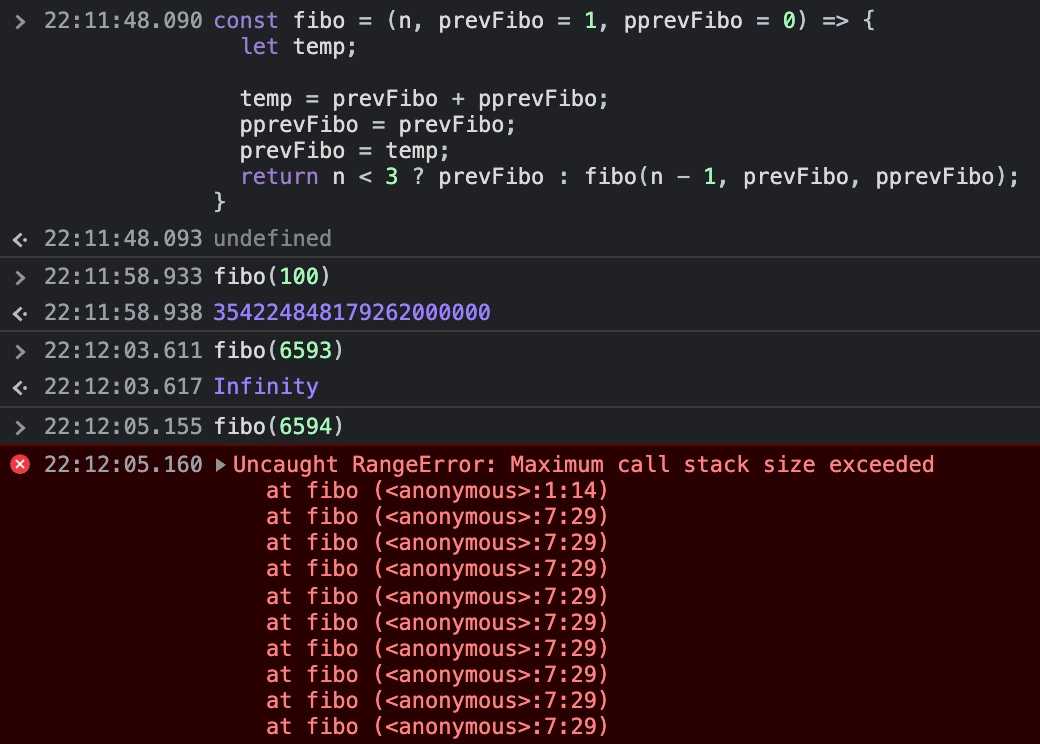 22:11:48.090 const fibo = (n, prevFibo = 1, pprevFibo = 0) => {
let temp;
temp = prevFibo + pprevFibo;
pprevFibo = prevFibo;
prevFibo = temp;
return n < 3 ? prevFibo : fibo(n - 1, prevFibo, pprevFibo);
}
22:11:48.093 undefined
22:11:58.933 fibo(100)
22:11:58.938 354224848179262000000
22:12:03.611 fibo(6593)
22:12:03.617 Infinity
22:12:05.155 fibo(6594)
22:12:05.160 Uncaught RangeError: Maximum call stack size exceeded
at fibo (<anonymous>:1:14)
at fibo (<anonymous>:7:29)
at fibo (<anonymous>:7:29)
at fibo (<anonymous>:7:29)
at fibo (<anonymous>:7:29)
at fibo (<anonymous>:7:29)
at fibo (<anonymous>:7:29)
at fibo (<anonymous>:7:29)
at fibo (<anonymous>:7:29)
at fibo (<anonymous>:7:29)